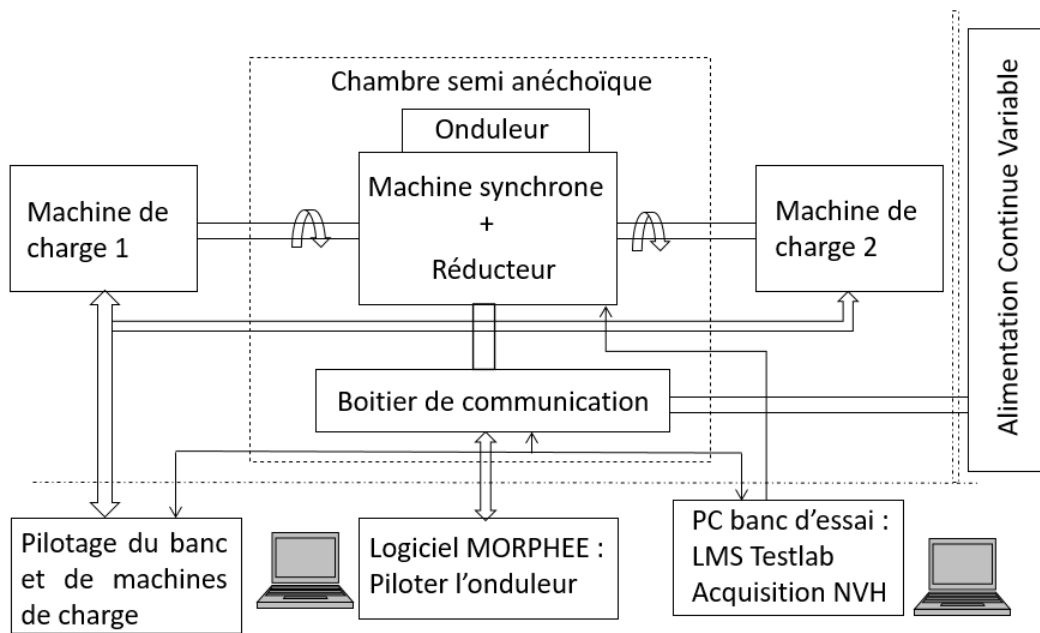 Chambre semi anéchoïque
Onduleur
Machine de
charge 1
Machine synchrone
+
Réducteur
Machine de
charge 2
Alimentation Continue Variable
Boitier de communication
Pilotage du banc
et de machines
de charge
Logiciel MORPHEE :
Piloter l’onduleur
PC banc d’essai :
LMS Testlab
Acquisition NVH